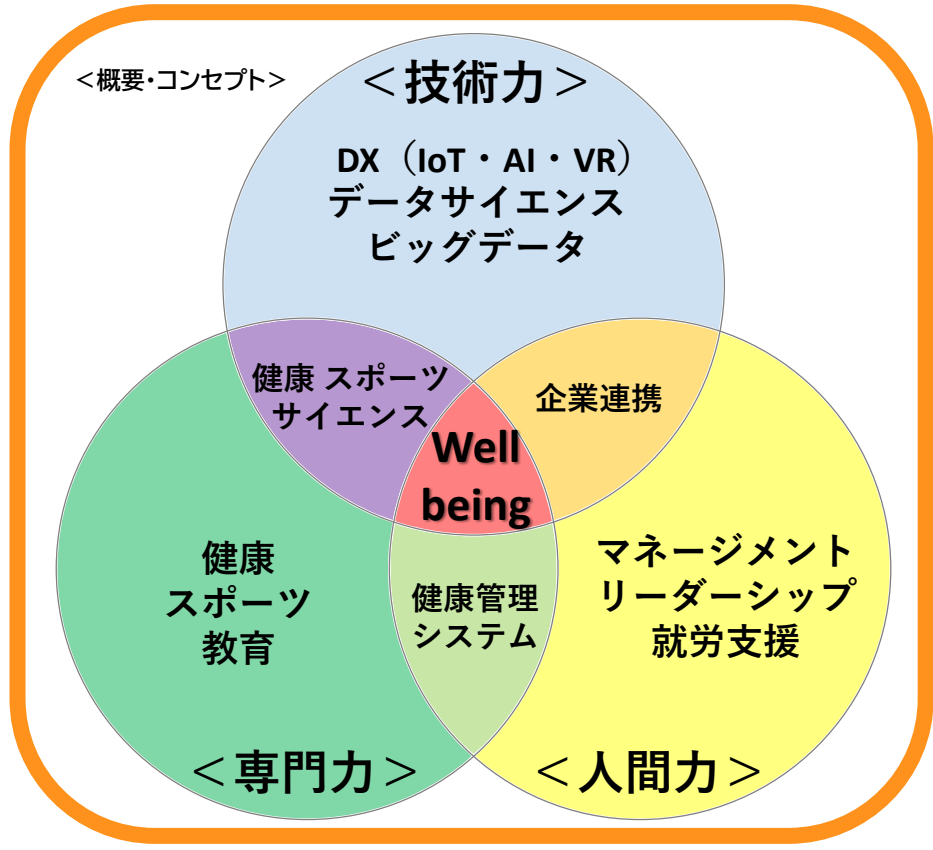 ＜概要・コンセプト＞
＜技術力＞
DX（IoT・AI・VR）
データサイエンス
ビッグデータ
健康 スポーツ
サイエンス
企業連携
Well
being
健康
スポーツ
教育
健康管理
システム
マネージメント
リーダーシップ
就労支援
＜専門力＞
＜人間力＞